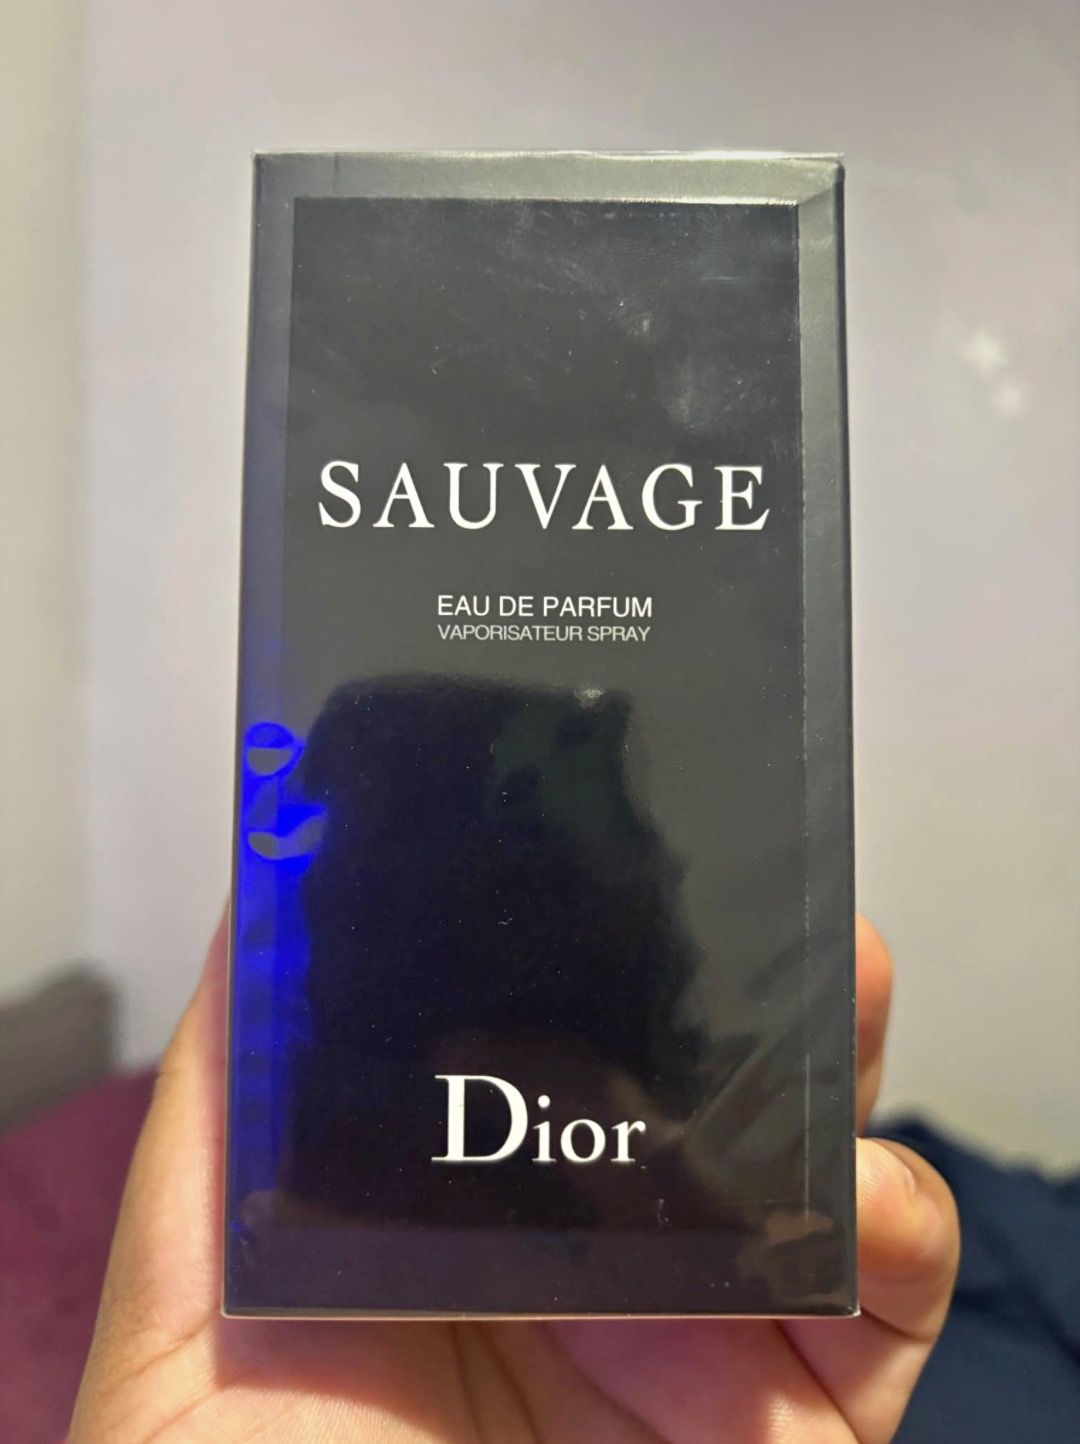 SAUVAGE
EAU DE PARFUM
VAPORISATEUR SPRAY
Dior